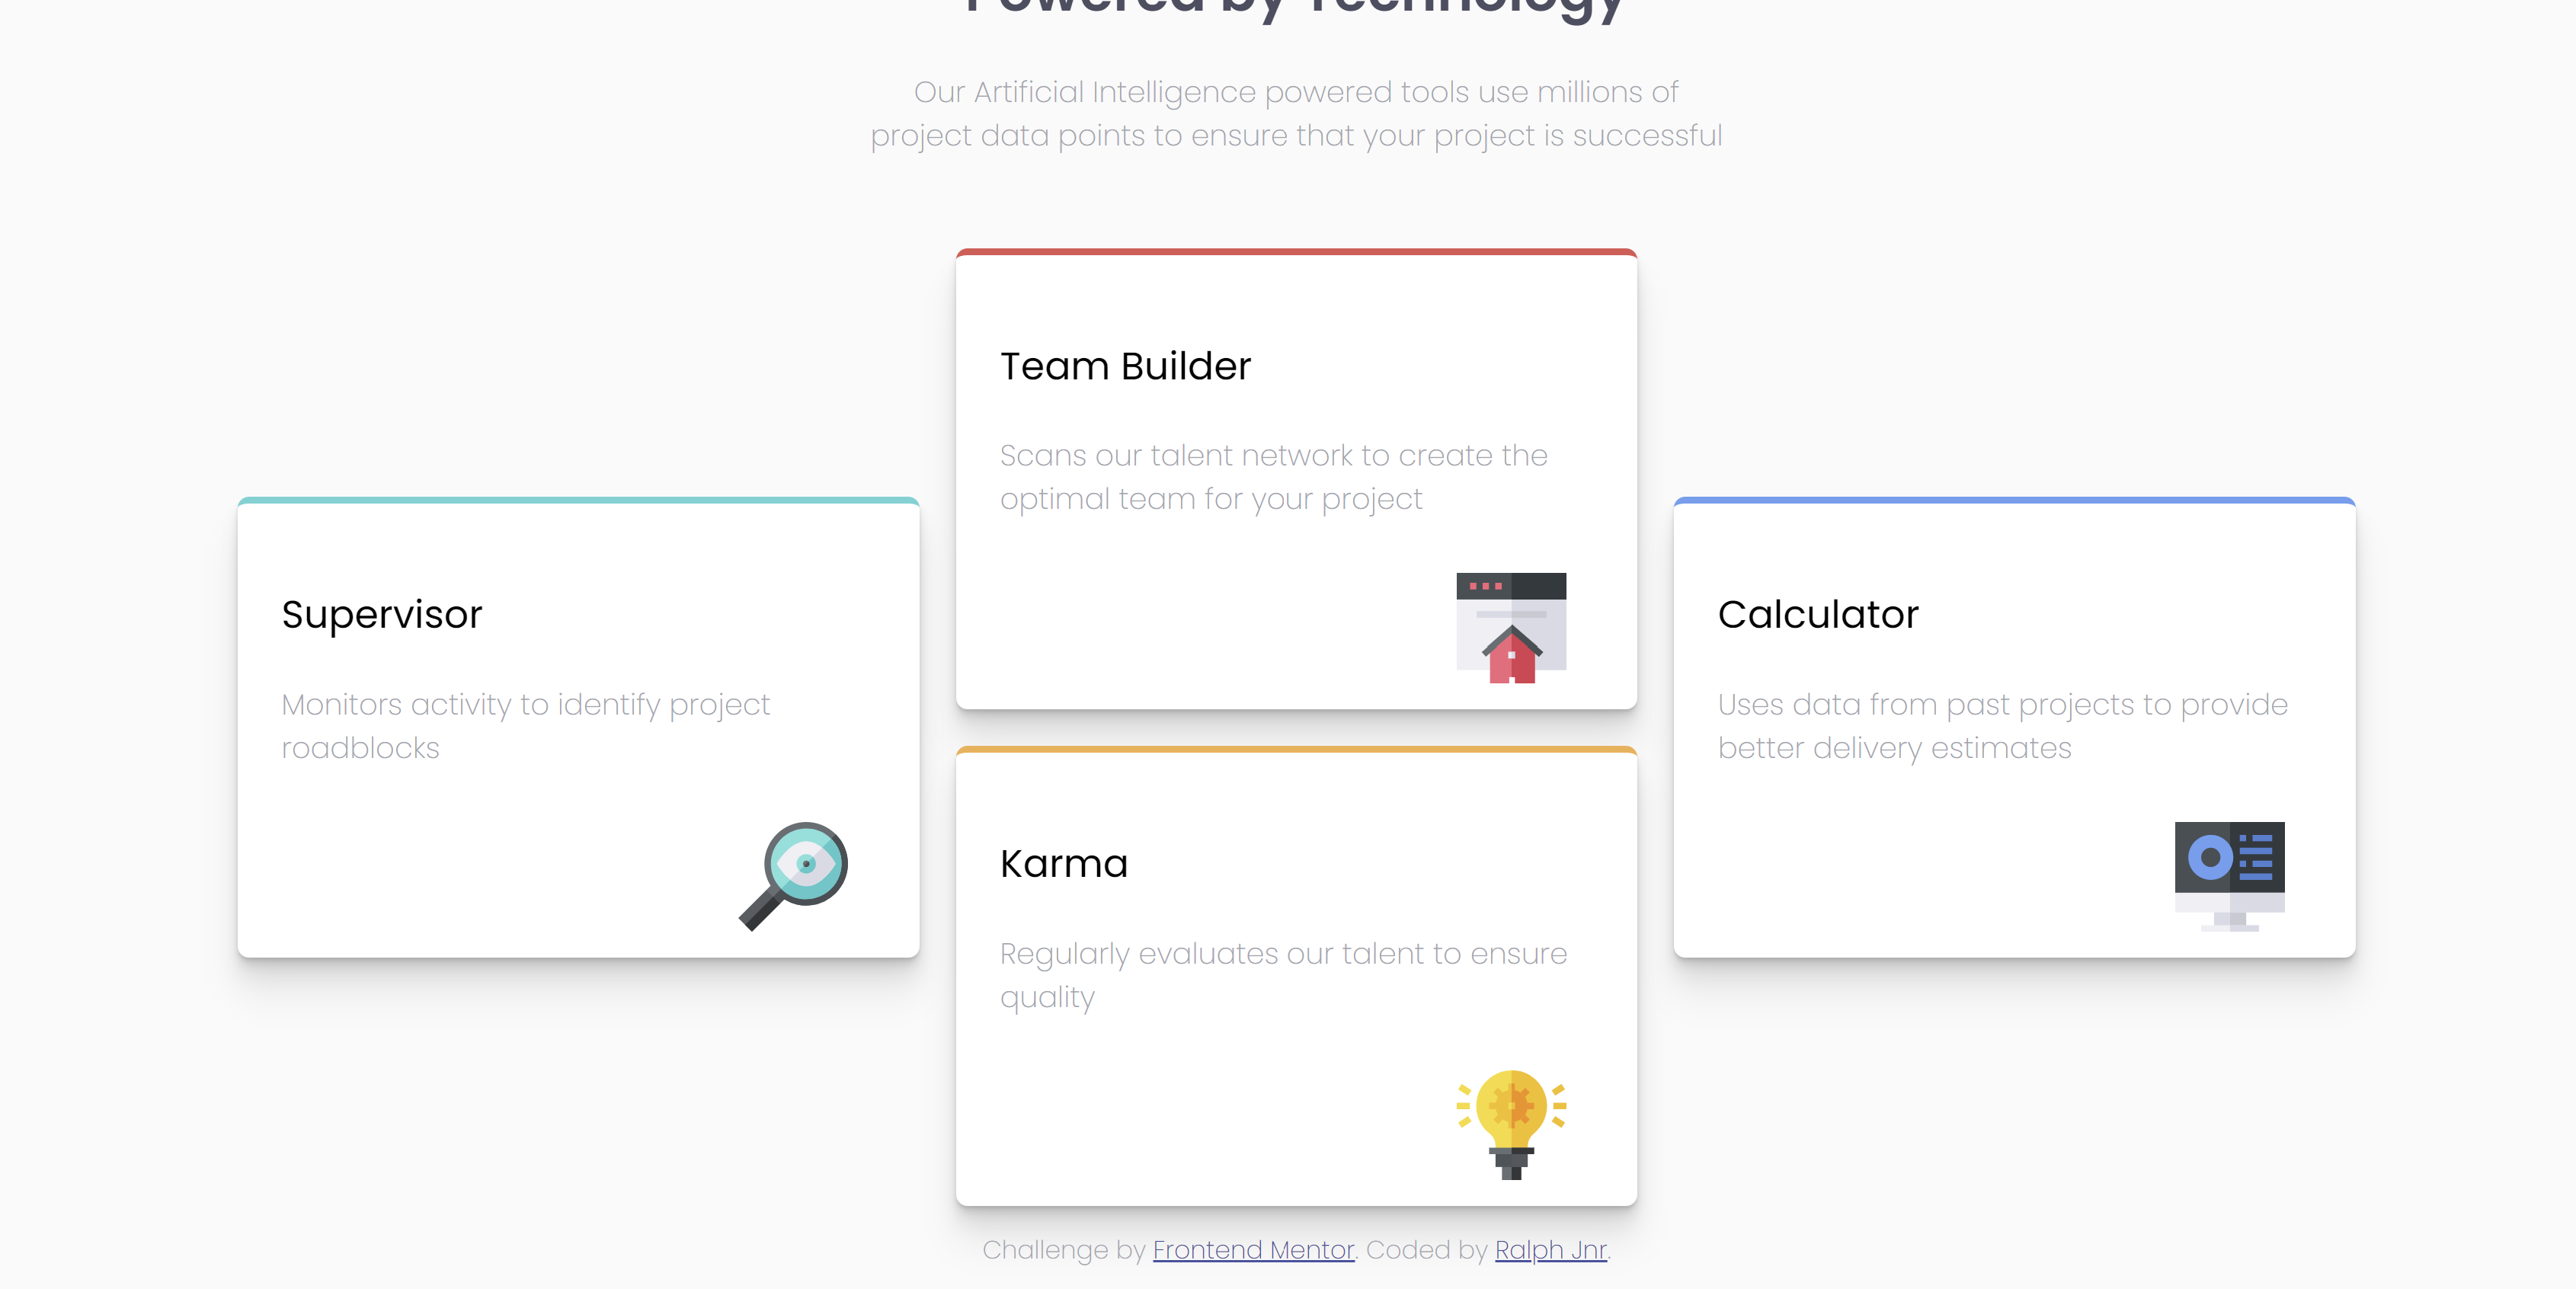 Powered by Technology
Our Artificial Intelligence powered tools use millions of
project data points to ensure that your project is successful
Team Builder
Scans our talent network to create the
optimal team for your project
Supervisor
Monitors activity to identify project
roadblocks
Calculator
Uses data from past projects to provide
better delivery estimates
Karma
Regularly evaluates our talent to ensure
quality
Challenge by Frontend Mentor. Coded by Ralph Jnr.